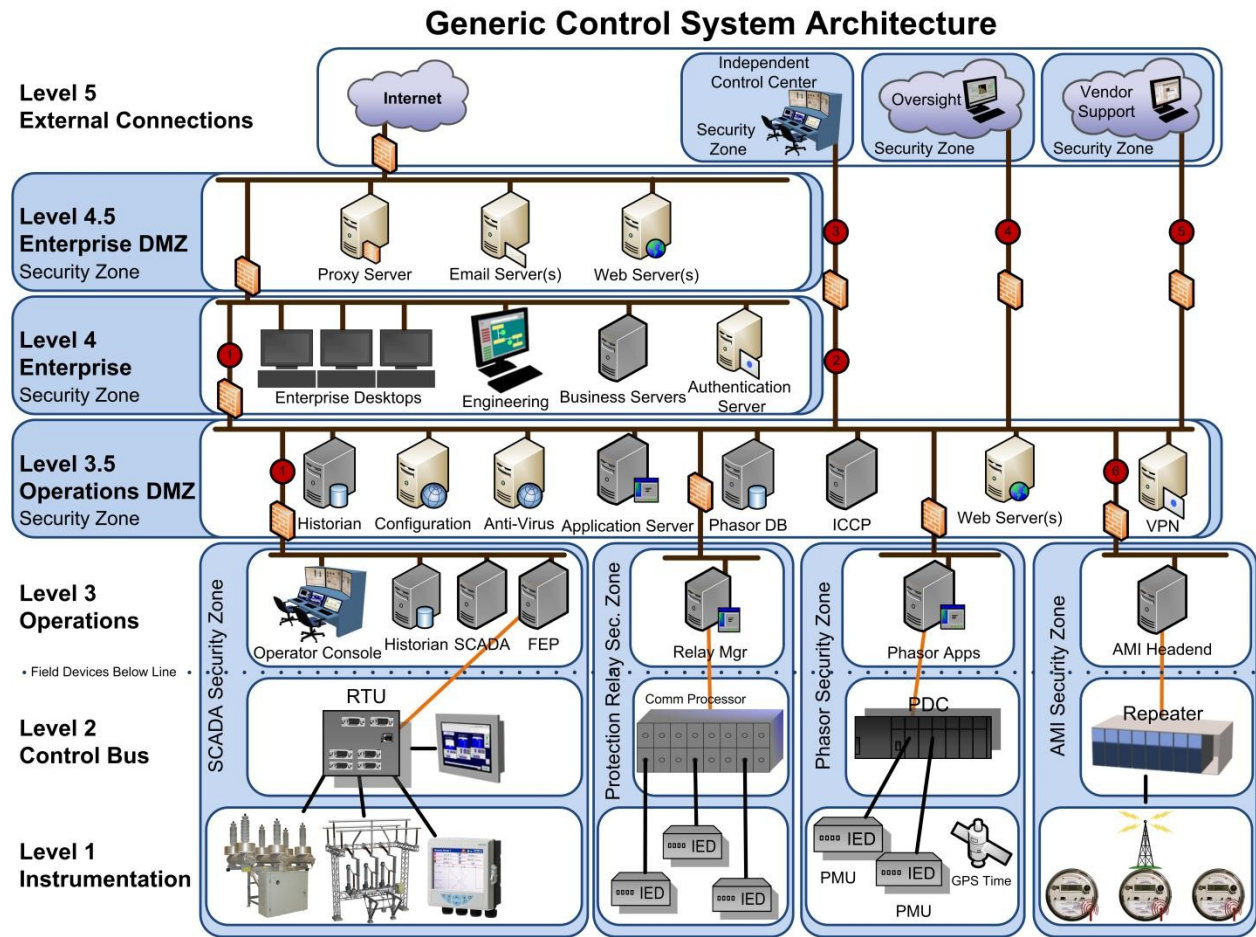 Generic Control System Architecture
Level 5
External Connections
Internet
Independent
Control Center
Security
Zone
Oversight
Security Zone
Vendor
Support
Security Zone
Level 4.5
Enterprise DMZ
Security Zone
Proxy Server
Email Server(s)
Web Server(s)
3
4
5
Level 4
Enterprise
Security Zone
1
Enterprise Desktops
Engineering
Business Servers
Authentication
Server
2
Level 3.5
Operations DMZ
Security Zone
1
Historian
Configuration
Anti-Virus
Application Server
Phasor DB
ICCP
Web Server(s)
6
VPN
Level 3
Operations
SCADA Security Zone
Operator Console
Historian
SCADA
FEP
Protection Relay Sec. Zone
Relay Mgr
Phasor Security Zone
Phasor Apps
AMI Security Zone
AMI Headend
Field Devices Below Line
Level 2
Control Bus
RTU
Comm Processor
PDC
Repeater
Level 1
Instrumentation
IED
IED
IED
IED
PMU
IED
PMU
GPS Time